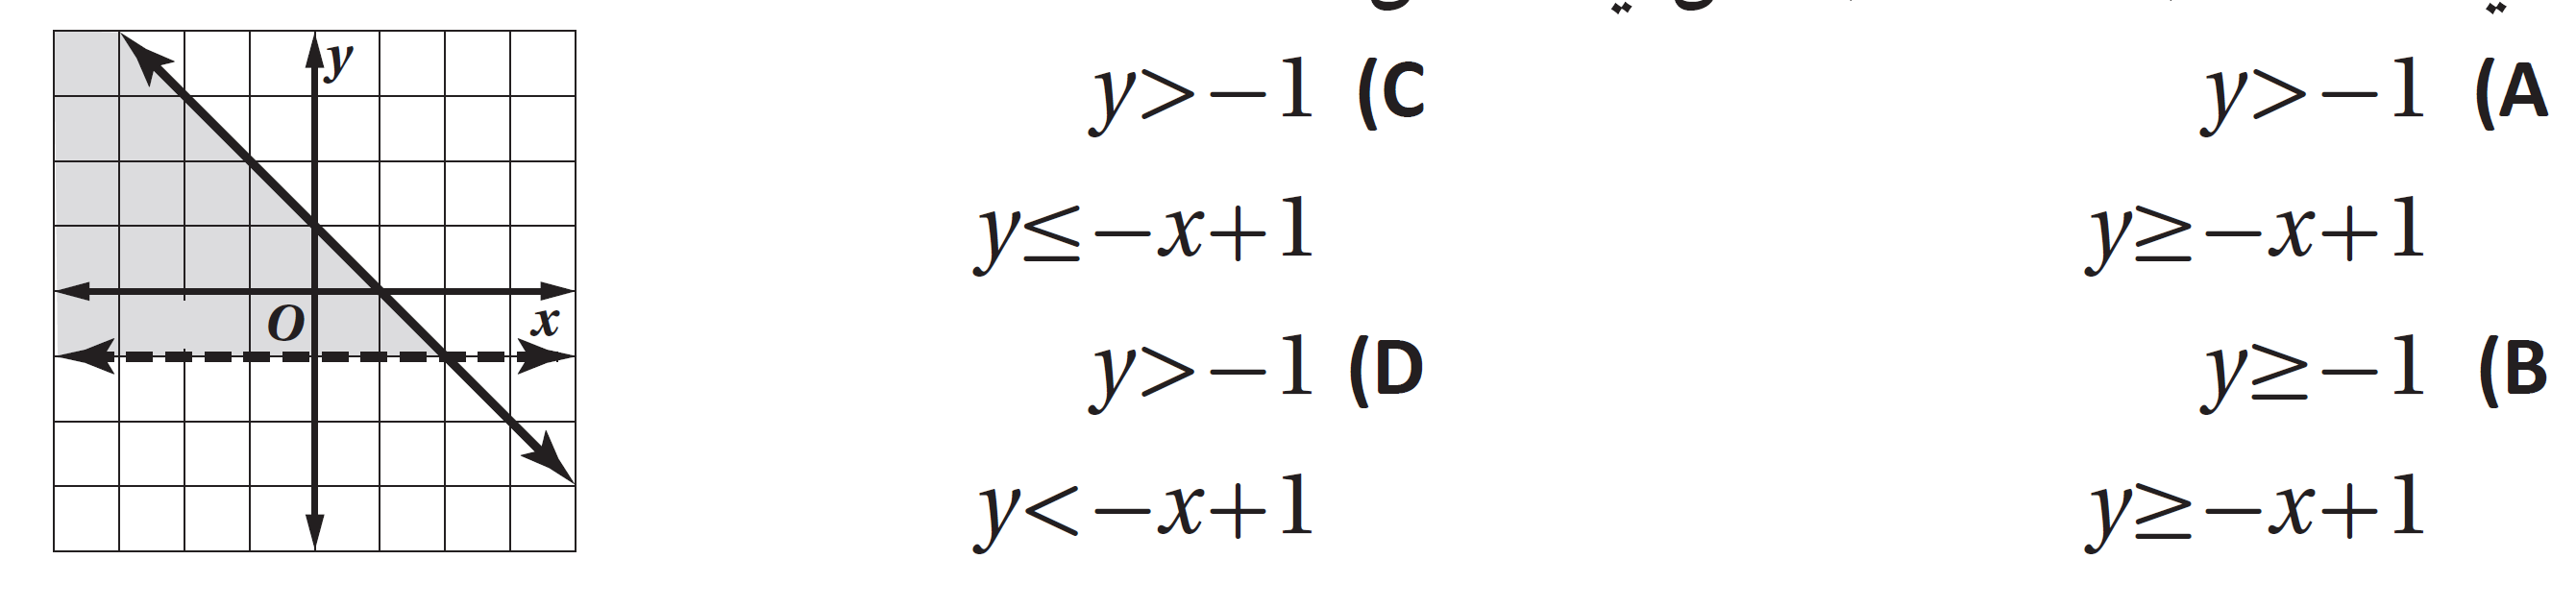 y>−1 (A
y≥−x+1
y≥−1 (B
y≥−x+1
y>−1 (C
y≤−x+1
y>−1 (D
y<−x+1
y
O
x